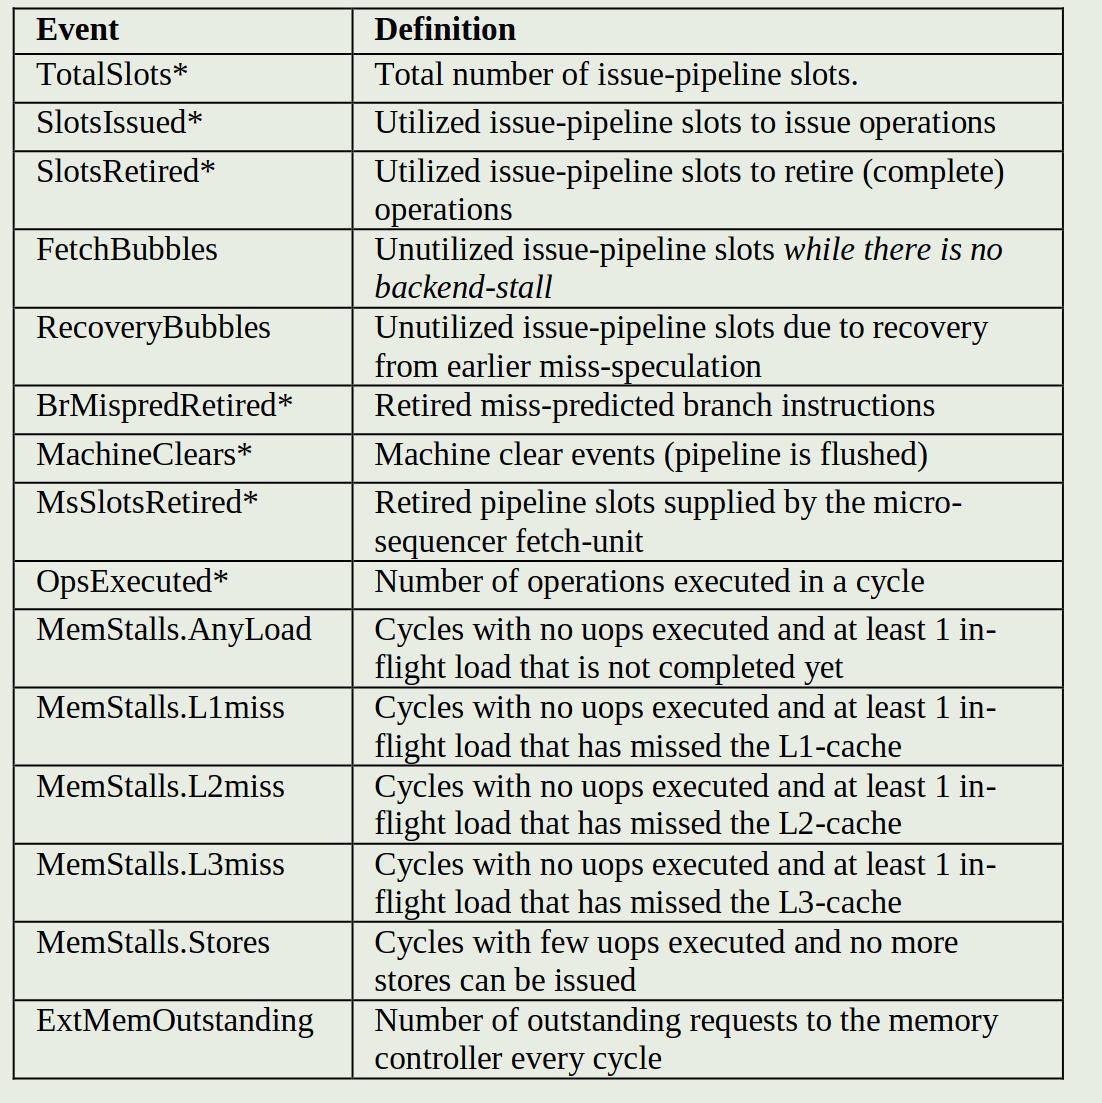 Event Definition
TotalSlots* Total number of issue-pipeline slots.
SlotsIssued* Utilized issue-pipeline slots to issue operations
SlotsRetired* Utilized issue-pipeline slots to retire (complete)
operations
FetchBubbles Unutilized issue-pipeline slots while there is no
backend-stall
RecoveryBubbles Unutilized issue-pipeline slots due to recovery
from earlier miss-speculation
BrMispredRetired* Retired miss-predicted branch instructions
MachineClears* Machine clear events (pipeline is flushed)
MsSlotsRetired* Retired pipeline slots supplied by the micro-
sequencer fetch-unit
OpsExecuted* Number of operations executed in a cycle
MemStalls.AnyLoad Cycles with no uops executed and at least 1 in-
flight load that is not completed yet
MemStalls.L1miss Cycles with no uops executed and at least 1 in-
flight load that has missed the L1-cache
MemStalls.L2miss Cycles with no uops executed and at least 1 in-
flight load that has missed the L2-cache
MemStalls.L3miss Cycles with no uops executed and at least 1 in-
flight load that has missed the L3-cache
MemStalls.Stores Cycles with few uops executed and no more
stores can be issued
ExtMemOutstanding Number of outstanding requests to the memory
controller every cycle